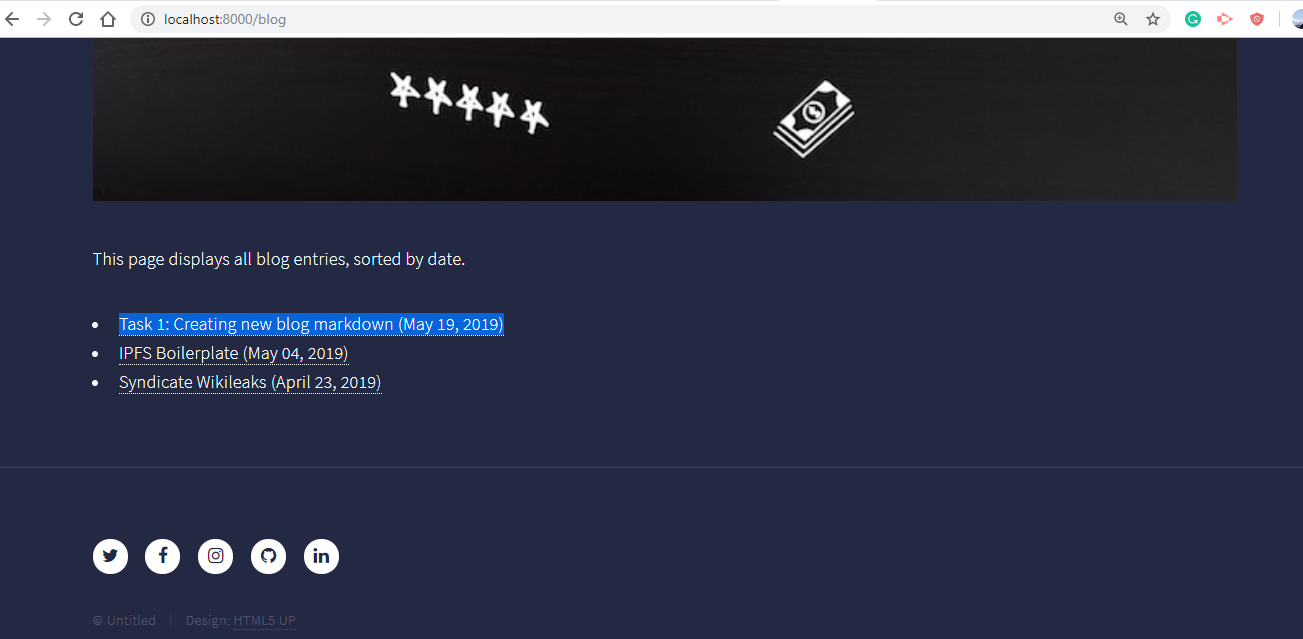 localhost:8000/blog
This page displays all blog entries, sorted by date.
Task 1: Creating new blog markdown (May 19, 2019)
IPFS Boilerplate (May 04, 2019)
Syndicate Wikileaks (April 23, 2019)
© Untitled | Design: HTML5 UP